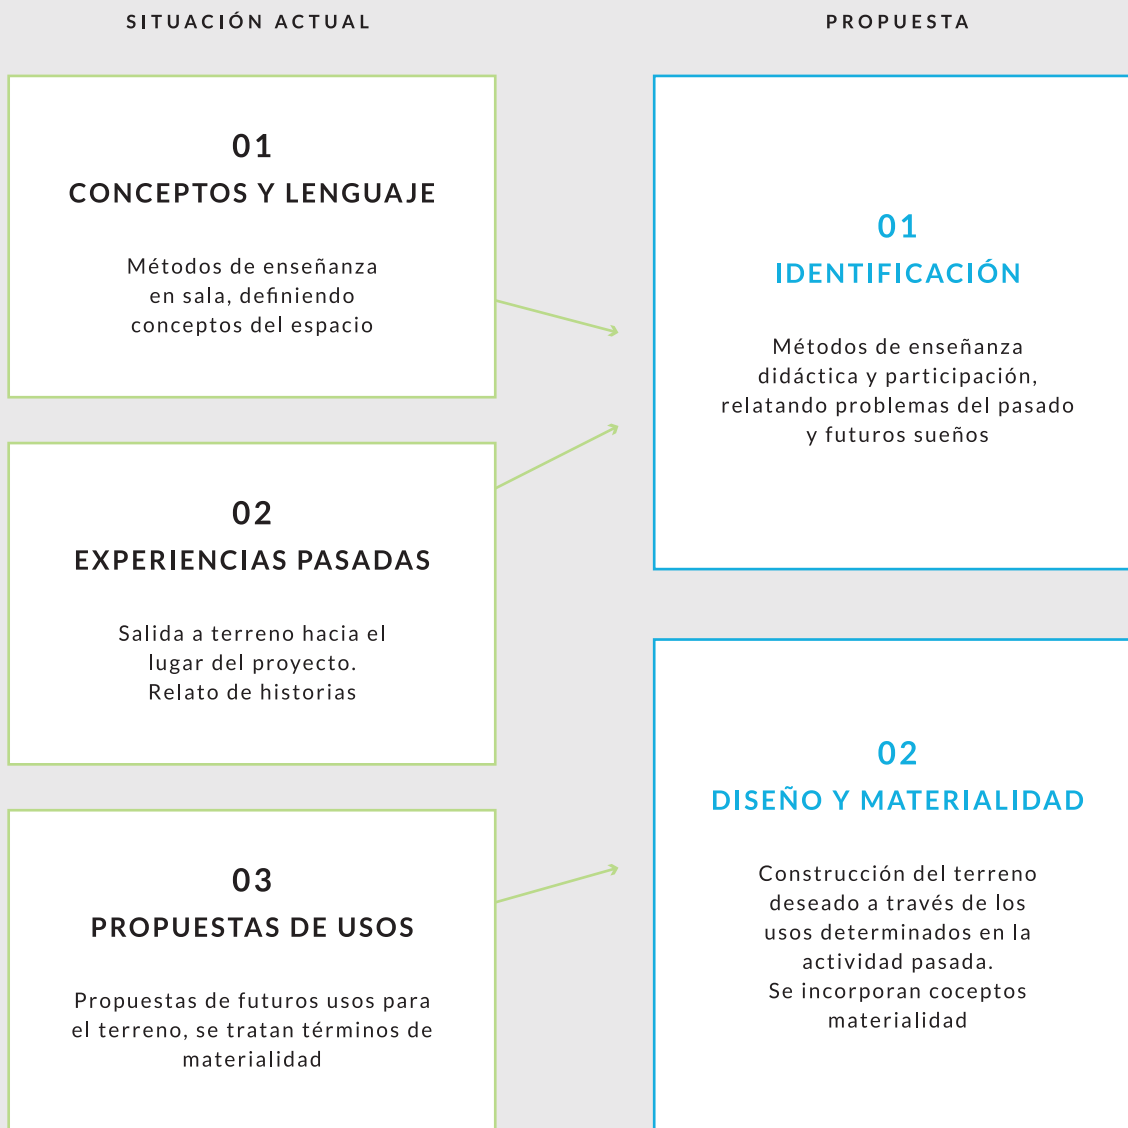 SITUACIÓN ACTUAL
01
CONCEPTOS Y LENGUAJE
Métodos de enseñanza
en sala, definiendo
conceptos del espacio
02
EXPERIENCIAS PASADAS
Salida a terreno hacia el
lugar del proyecto.
Relato de historias
03
PROPUESTAS DE USOS
Propuestas de futuros usos para
el terreno, se tratan términos de
materialidad
PROPUESTA
01
IDENTIFICACIÓN
Métodos de enseñanza
didáctica y participación,
relatando problemas del pasado
y futuros sueños
02
DISEÑO Y MATERIALIDAD
Construcción del terreno
deseado a través de los
usos determinados en la
actividad pasada.
Se incorporan coceptos
materialidad